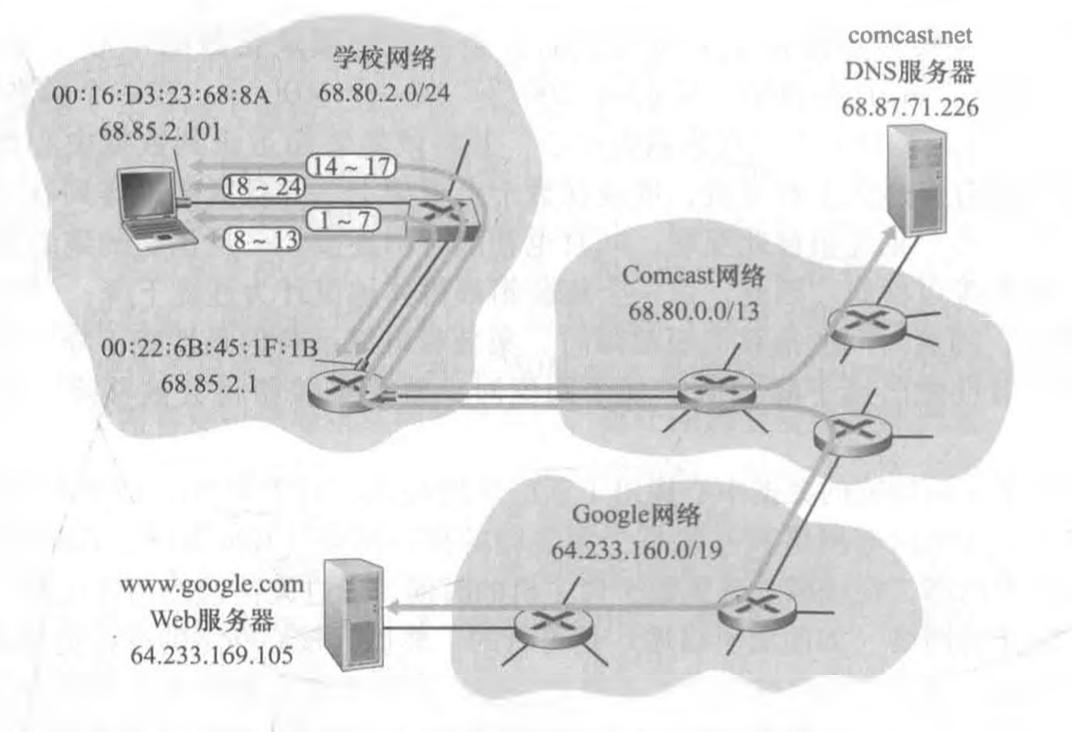 学校网络
68.80.2.0/24
00:16:D3:23:68:8A
68.85.2.101
14 ~ 17
18 ~ 24
1 ~ 7
8 ~ 13
00:22:6B:45:1F:1B
68.85.2.1
comcast.net
DNS服务器
68.87.71.226
Comcast网络
68.80.0.0/13
Google网络
64.233.160.0/19
www.google.com
Web服务器
64.233.169.105